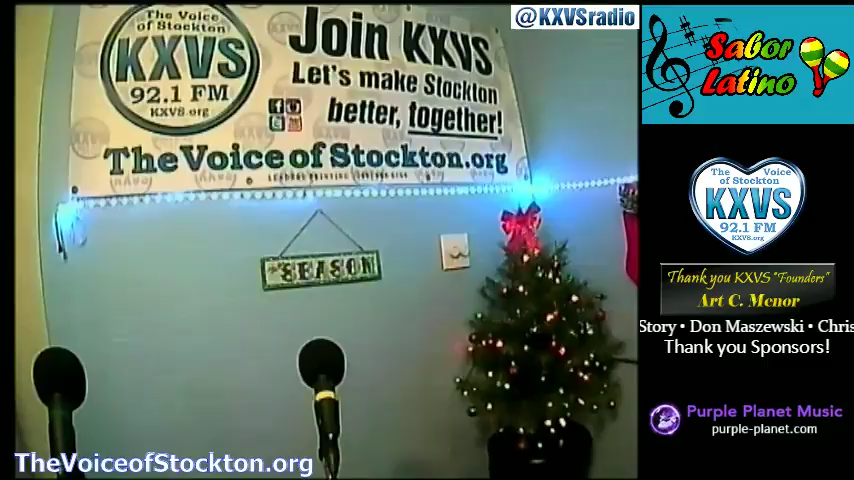 The Voice
of Stockton
KXVS
92.1 FM
KXVS.org
Join KXVS
Let's make Stockton
better, together!
TheVoiceofStockton.org
SEASON
TheVoiceofStockton.org
@KXVSradio
Sabor
Latino
The Voice
of Stockton
KXVS
92.1 FM
KXVS.org
Thank you KXVS "Founders"
Art C. Menor
Story • Don Maszewski • Chris
Thank you Sponsors!
Purple Planet Music
purple-planet.com